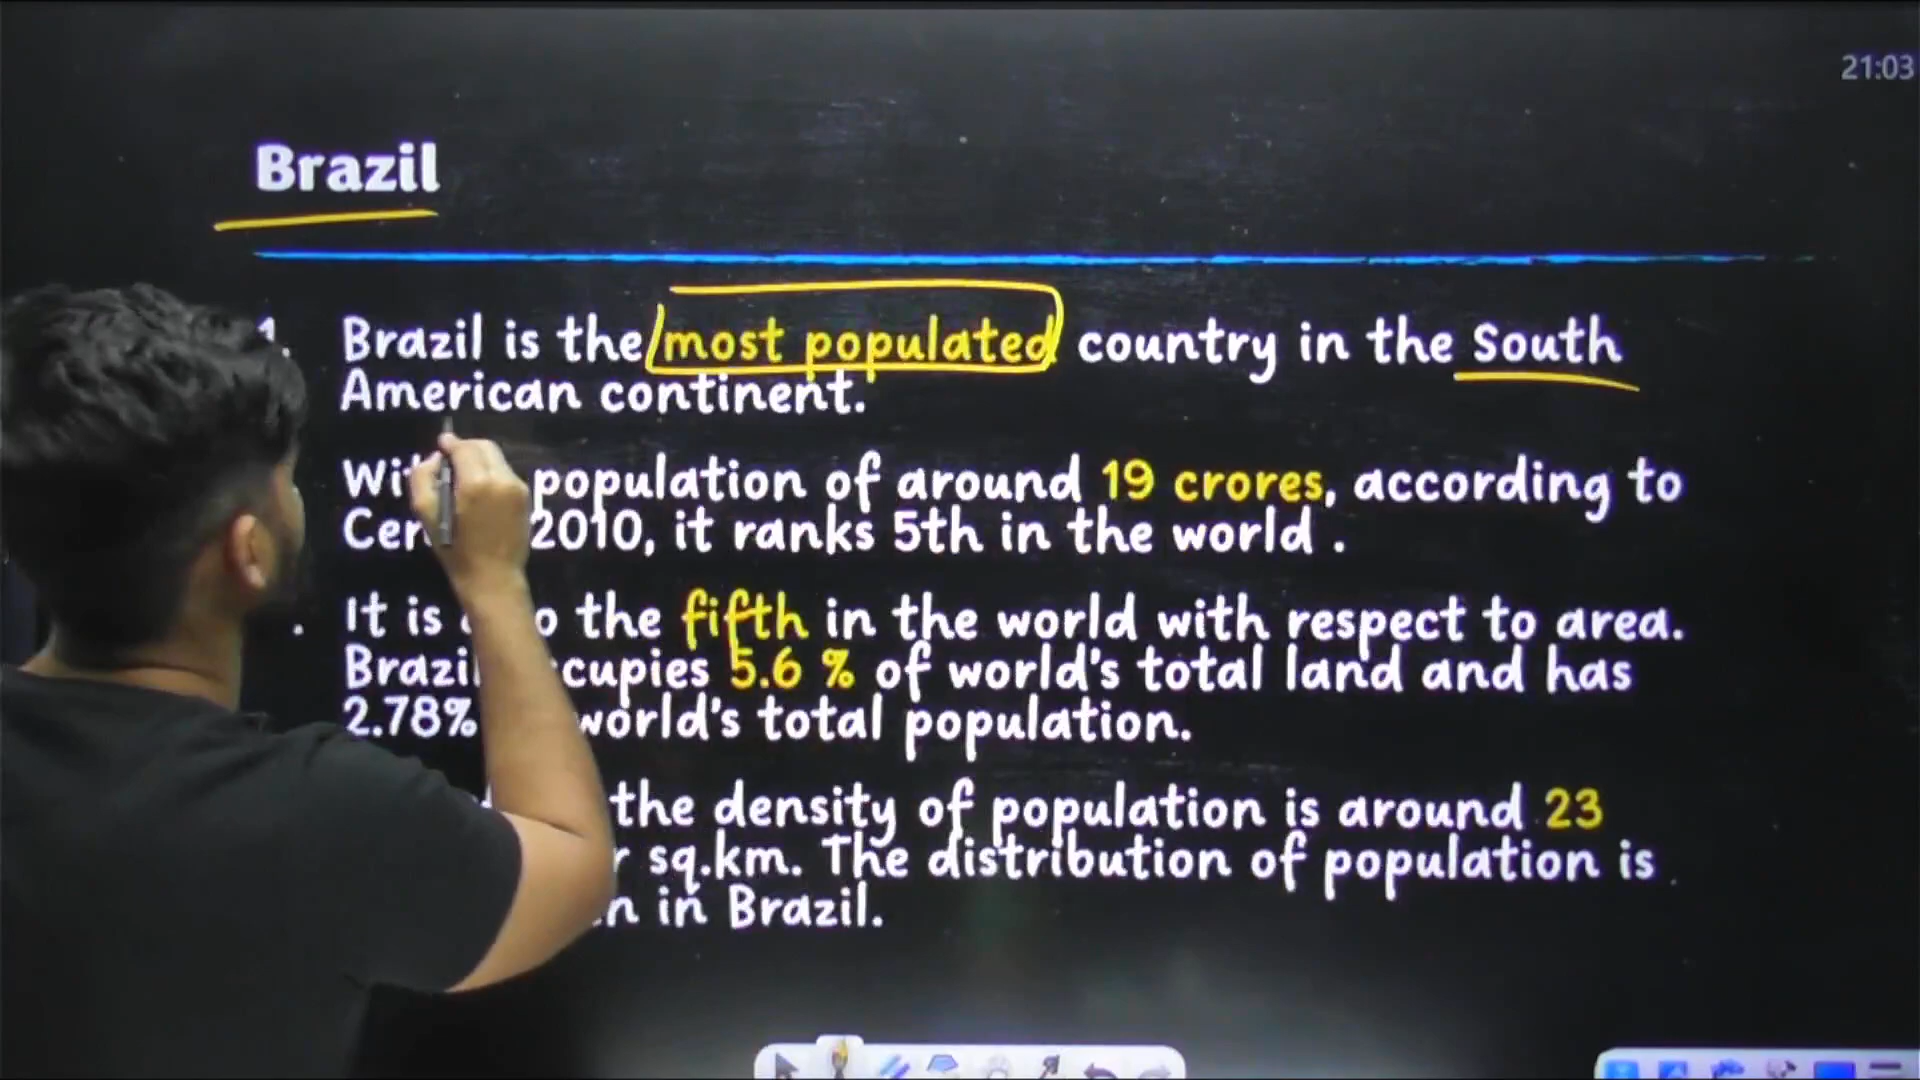 21:03
Brazil
1. Brazil is the most populated country in the South
American continent.
population of around 19 crores, according to
2010, it ranks 5th in the world .
. It is the fifth in the world with respect to area.
5.6 % of world's total land and has
2.78% world's total population.
the density of population is around 23
sq.km. The distribution of population is
in Brazil.